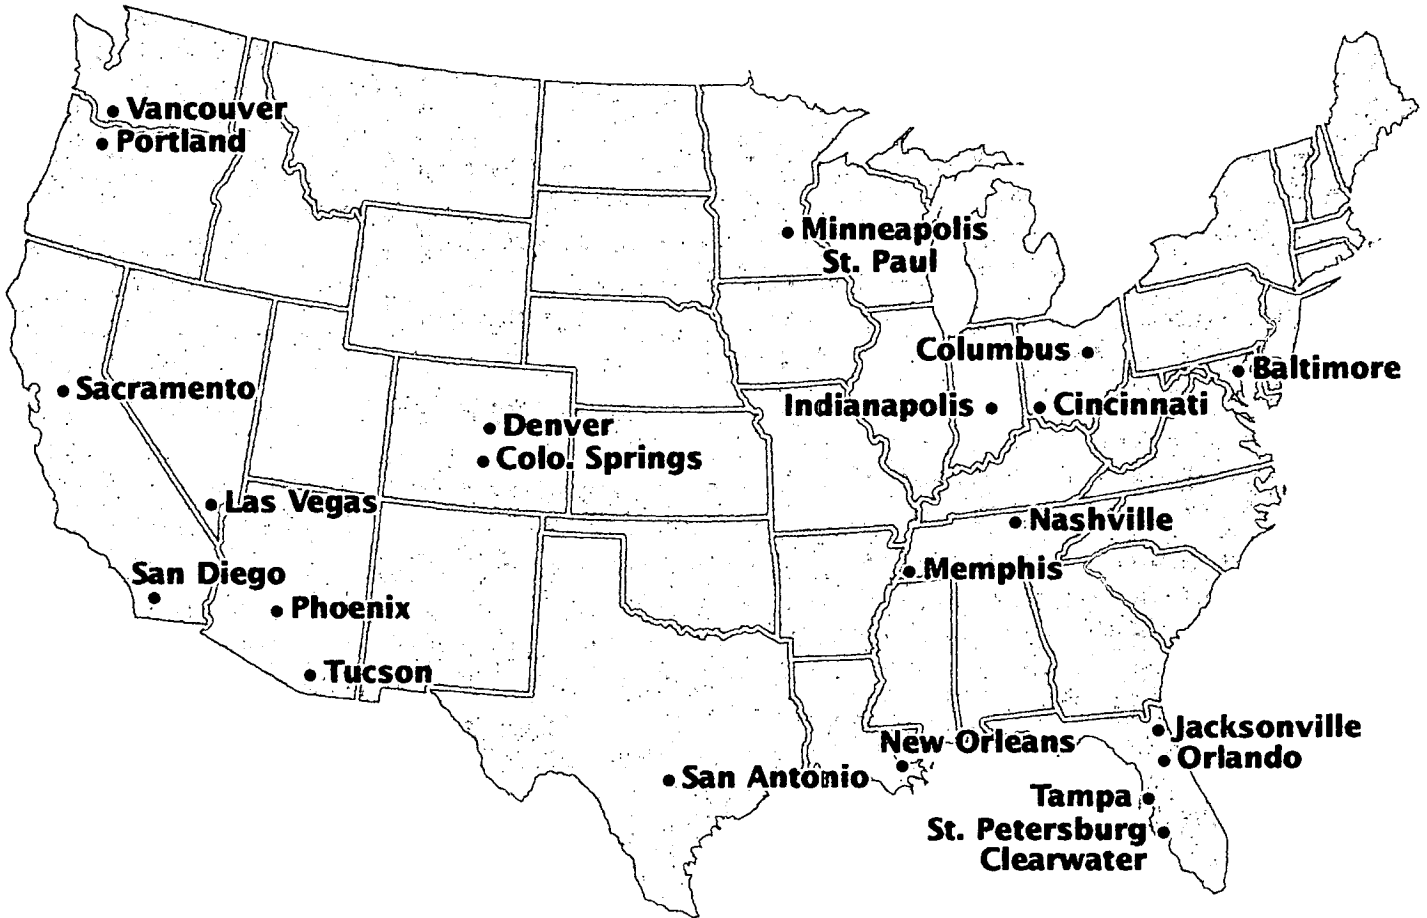 Vancouver
Portland
Minneapolis
St. Paul
Columbus
Baltimore
Sacramento
Indianapolis
Cincinnati
Denver
Colo. Springs
Las Vegas
Nashville
San Diego
Memphis
Phoenix
Tucson
Jacksonville
New Orleans
Orlando
San Antonio
Tampa
St. Petersburg
Clearwater